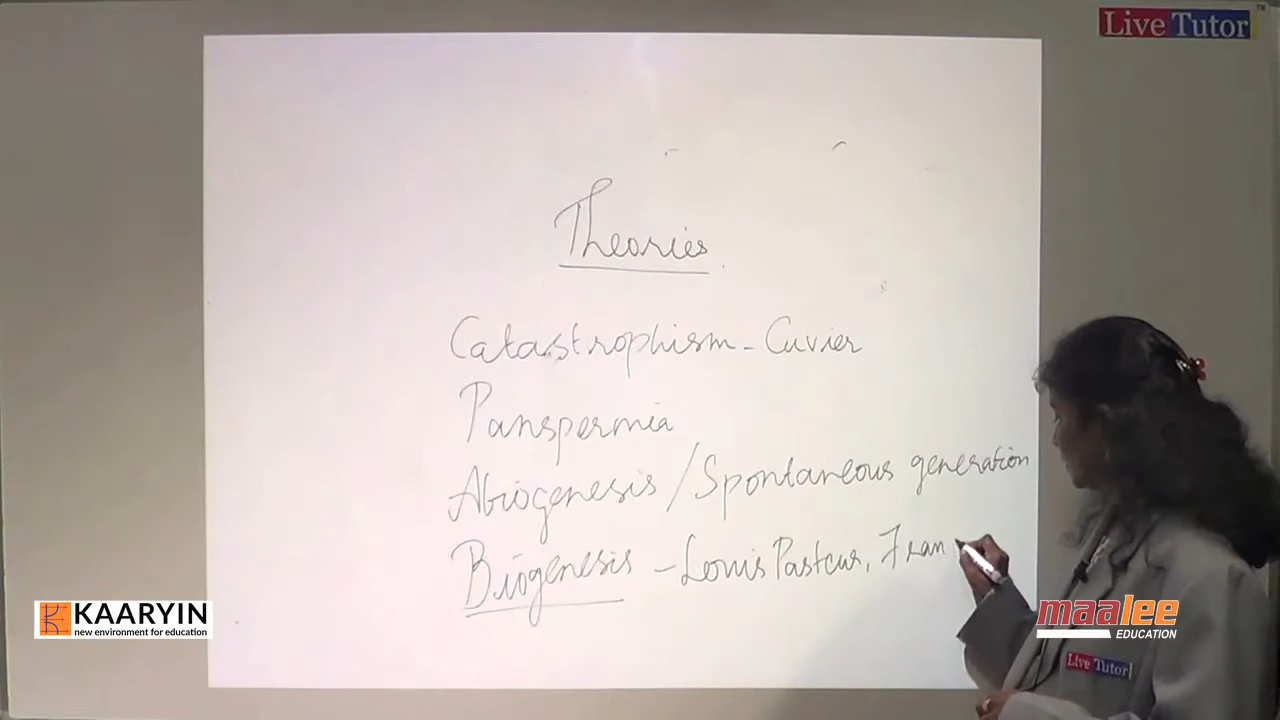 Live Tutor
TM
Theories
Catastrophism - Cuvier
Panspermia
Abiogenesis / Spontaneous generation
Biogenesis - Louis Pasteur, Fran
KAARYIN
new environment for education
maalee
EDUCATION
Live Tutor